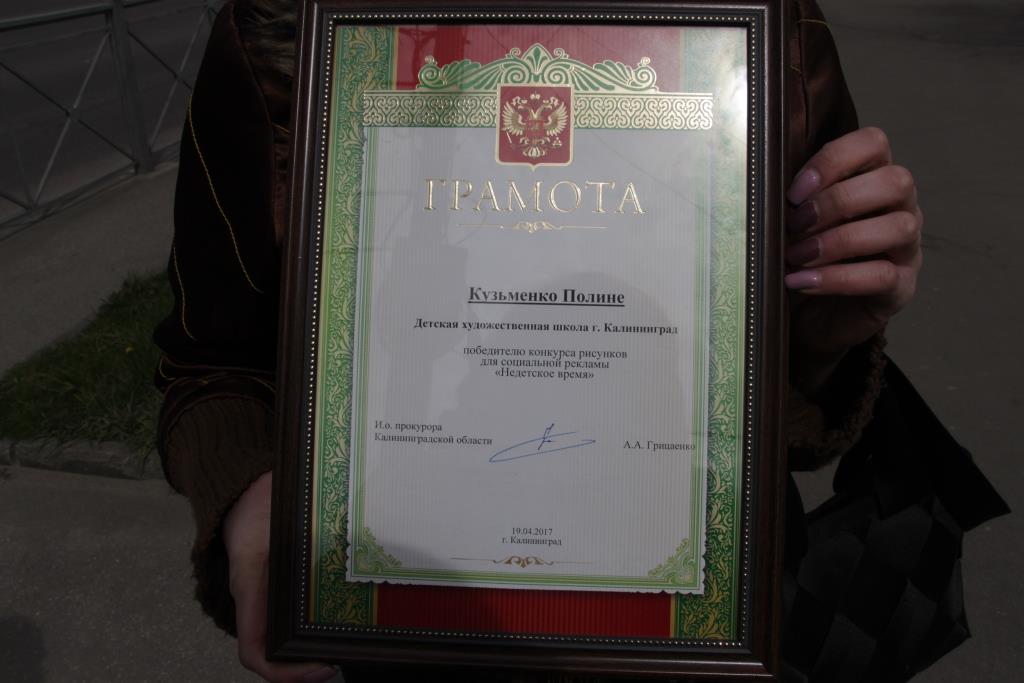 ГРАМОТА
Кузьменко Полине
Детская художественная школа г. Калининград
победителю конкурса рисунков
для социальной рекламы
«Недетское время»
И.о. прокурора
Калининградской области
А.А. Грицаенко
19.04.2017
г. Калининград